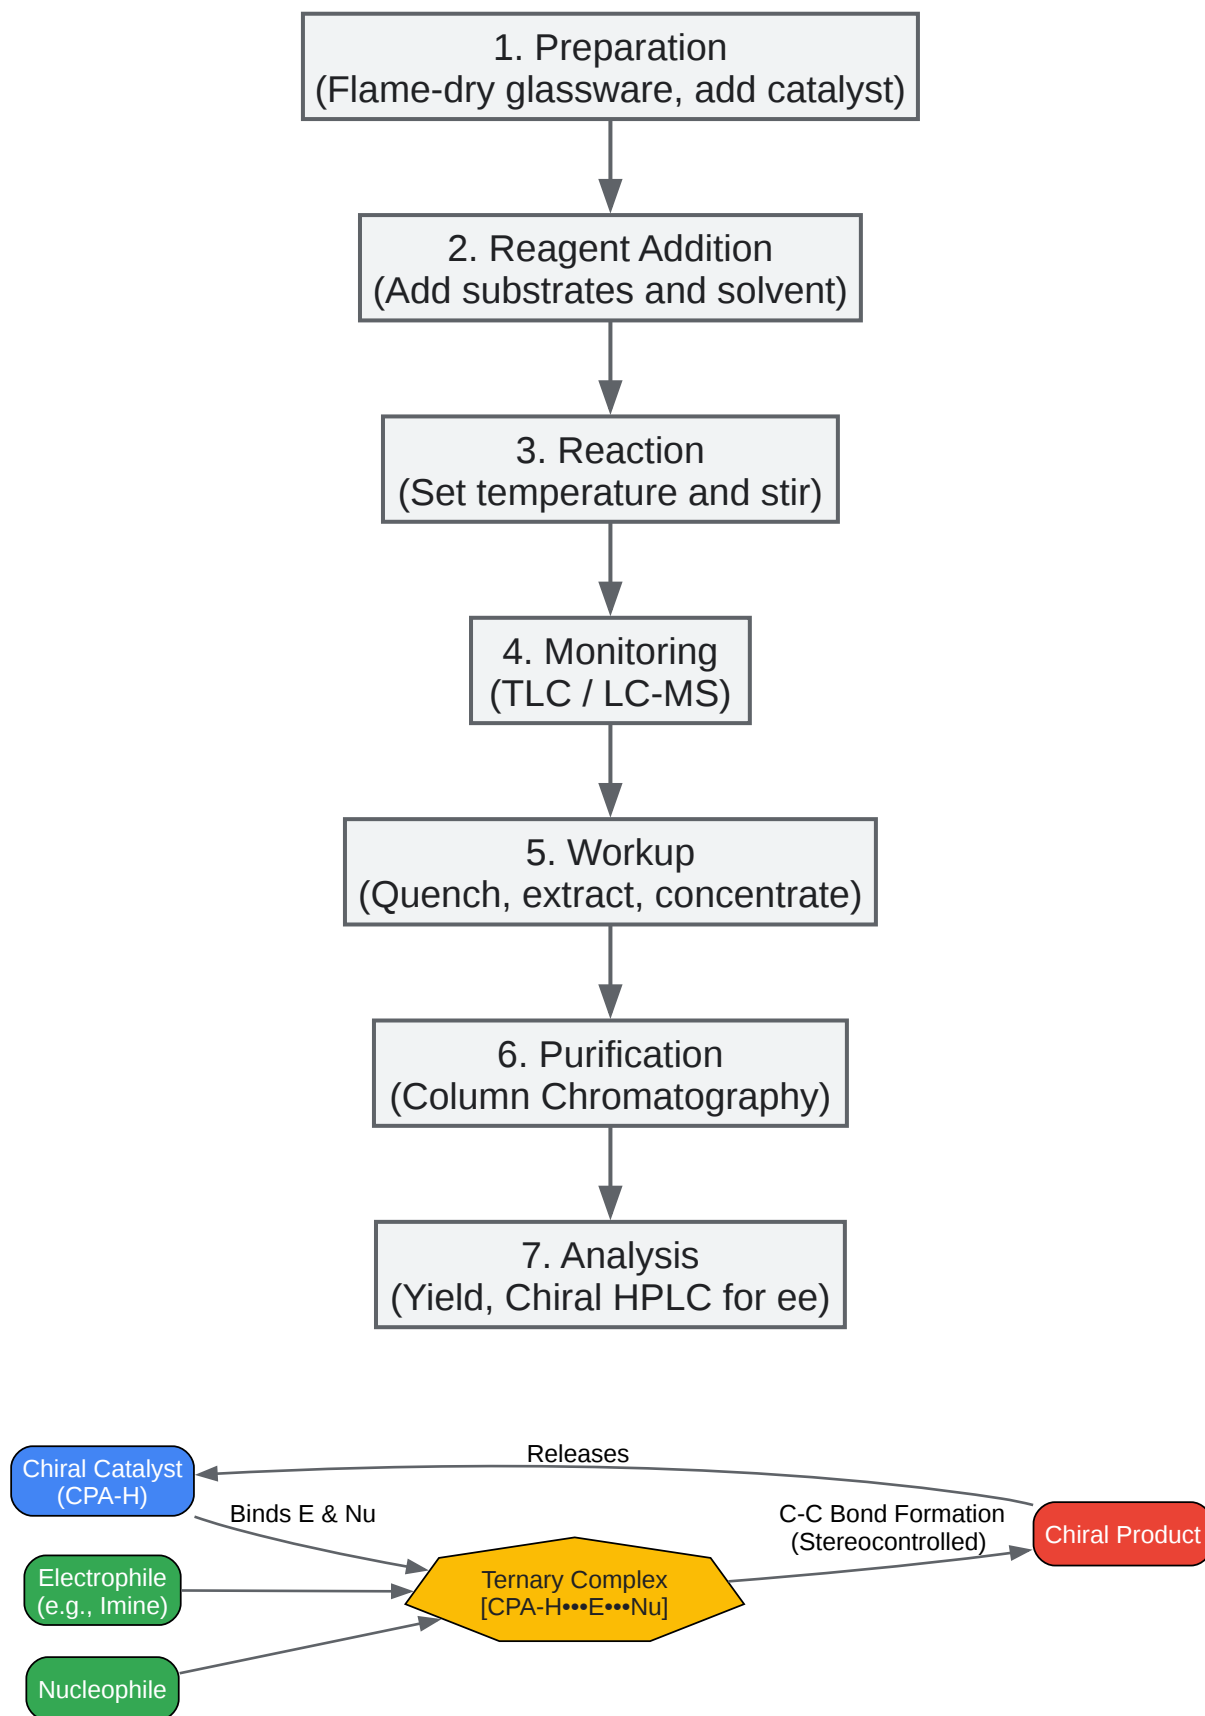 1. Preparation
(Flame-dry glassware, add catalyst)
2. Reagent Addition
(Add substrates and solvent)
3. Reaction
(Set temperature and stir)
4. Monitoring
(TLC / LC-MS)
5. Workup
(Quench, extract, concentrate)
6. Purification
(Column Chromatography)
7. Analysis
(Yield, Chiral HPLC for ee)
Releases
Chiral Catalyst
(CPA-H)
Binds E & Nu
C-C Bond Formation
(Stereocontrolled)
Chiral Product
Electrophile
(e.g., Imine)
Ternary Complex
[CPA-H•••E•••Nu]
Nucleophile